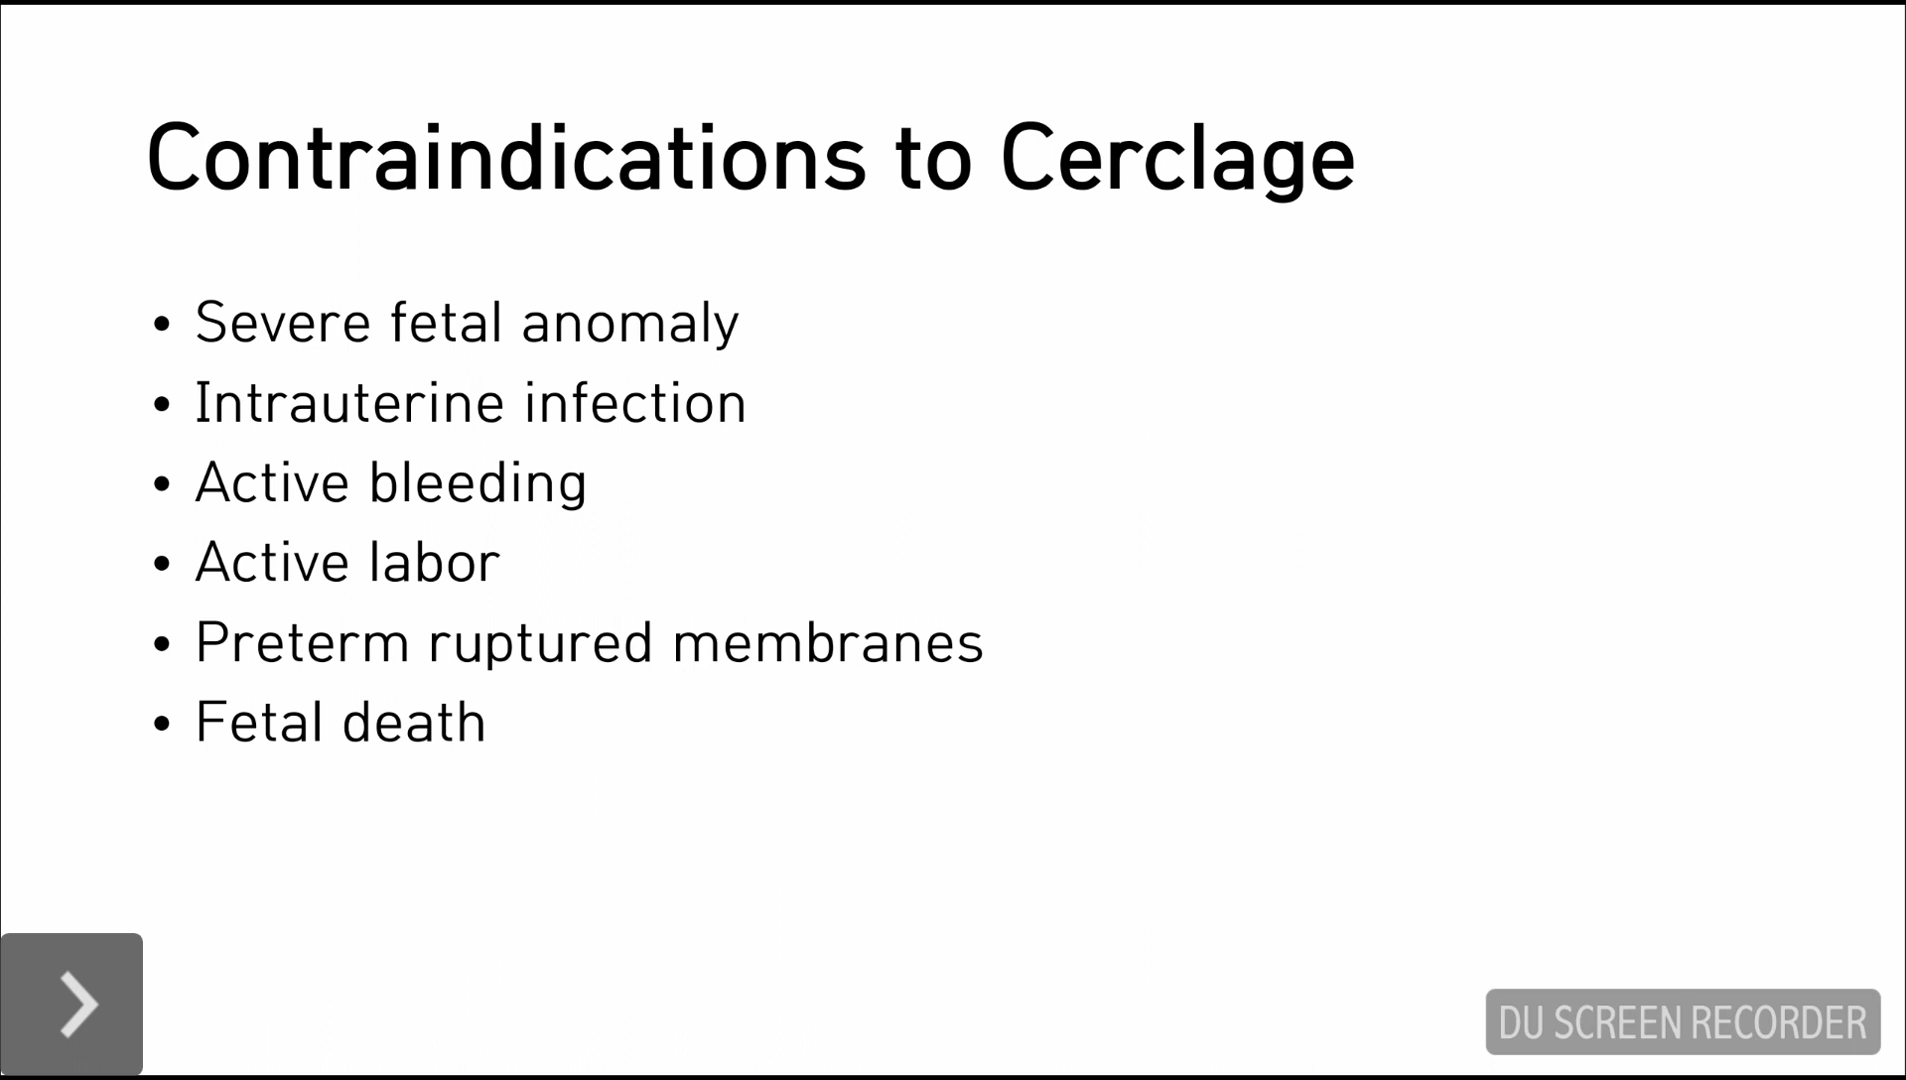 Contraindications to Cerclage
• Severe fetal anomaly
• Intrauterine infection
• Active bleeding
• Active labor
• Preterm ruptured membranes
• Fetal death
DU SCREEN RECORDER